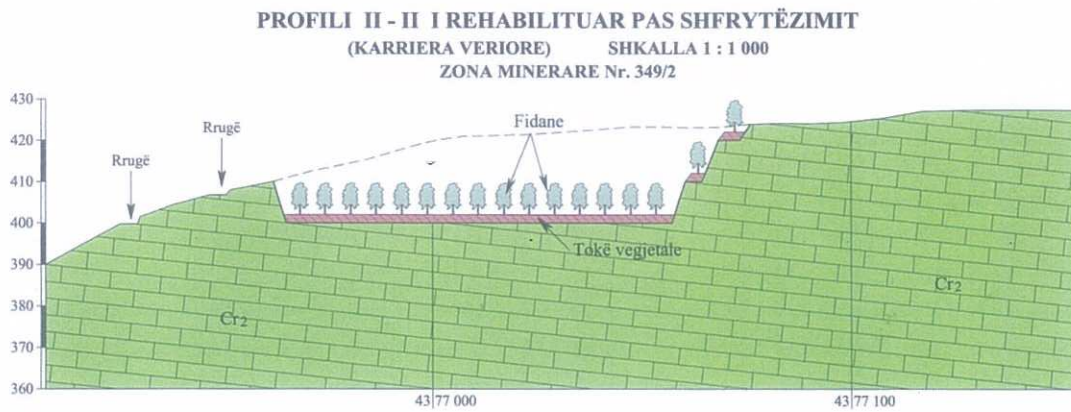 PROFILI II - II I REHABILITUAR PAS SHFRYTËZIMIT
(KARRIERA VERIORE) SHKALLA 1 : 1 000
ZONA MINERARE Nr. 349/2
430
420
410
400
390
380
370
360
Rrugë
Rrugë
Fidane
Tokë vegjetale
Cr2
Cr2
43 77 000
43 77 100